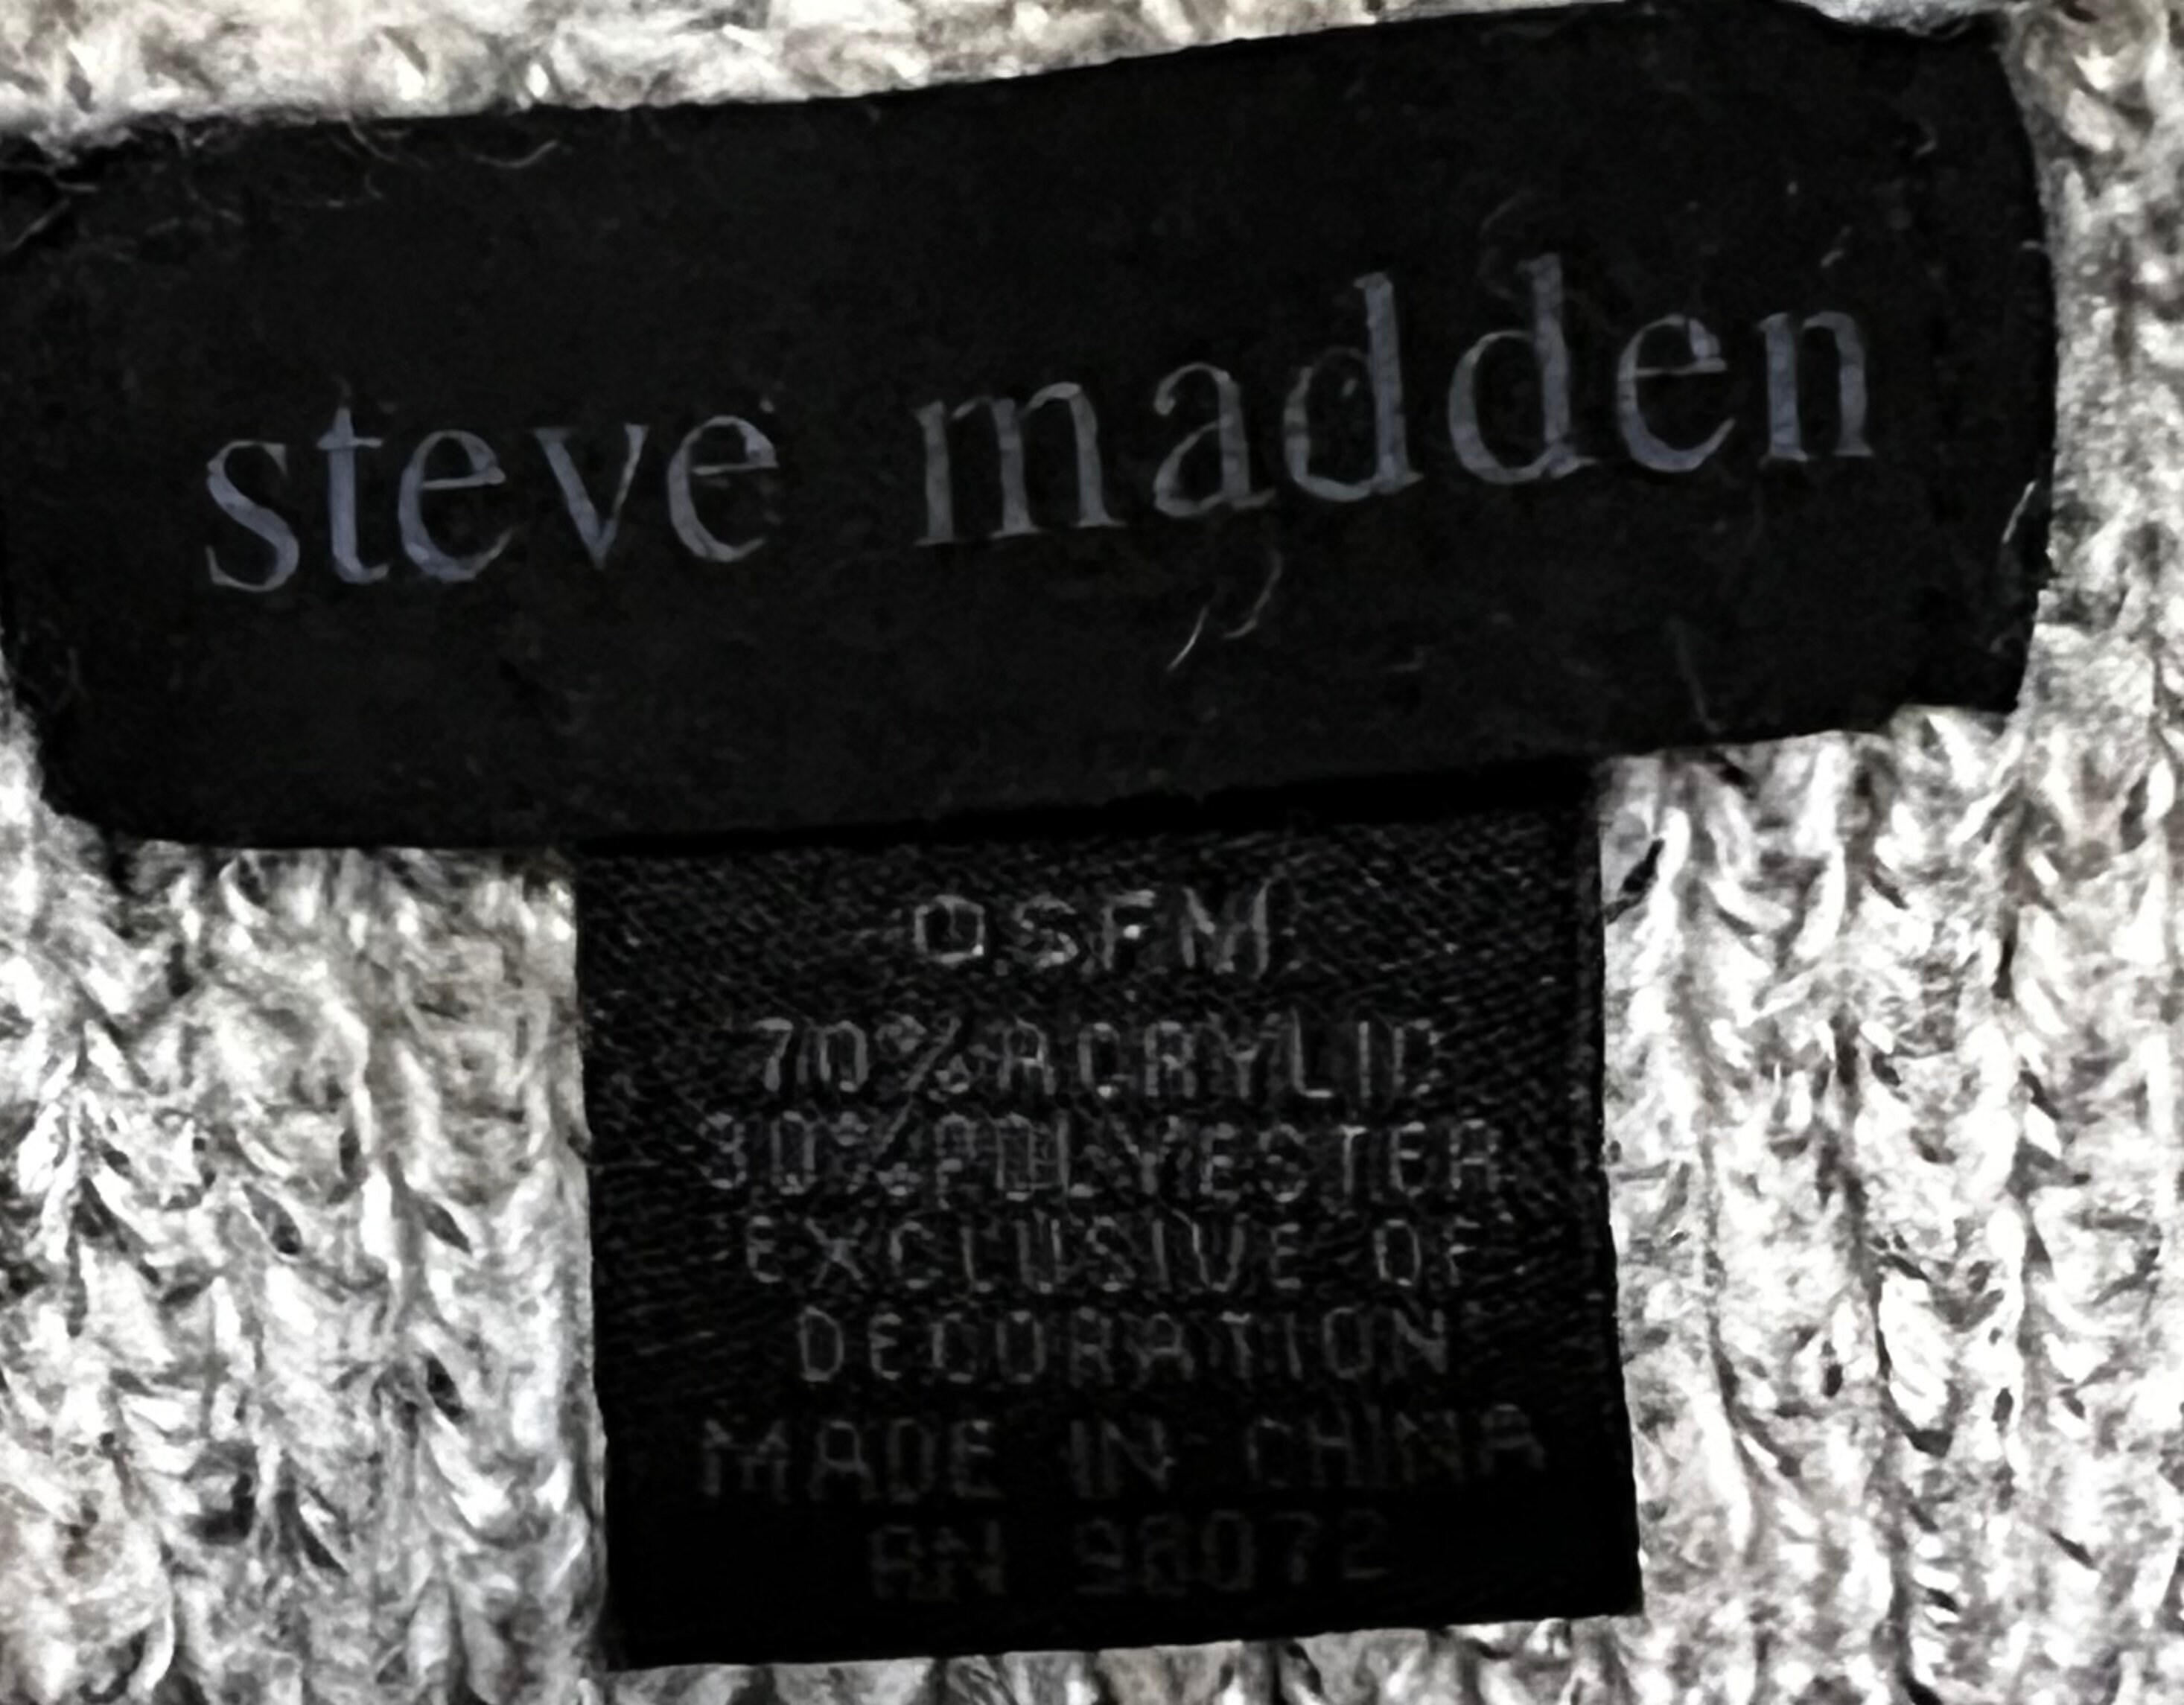 steve madden
OSFM
70% ACRYLIC
30% POLYESTER
EXCLUSIVE OF
DECORATION
MADE IN CHINA
RN 98072